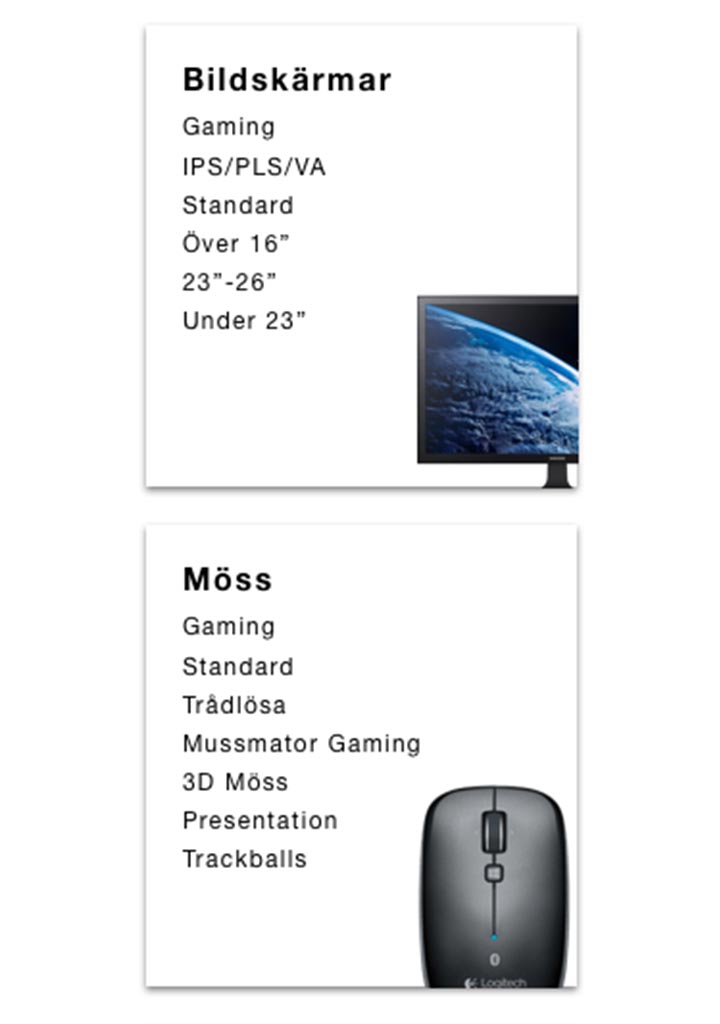 Bildskärmar
Gaming
IPS/PLS/VA
Standard
Över 16”
23”-26”
Under 23”
Möss
Gaming
Standard
Trådlösa
Mussmator Gaming
3D Möss
Presentation
Trackballs
Logitech